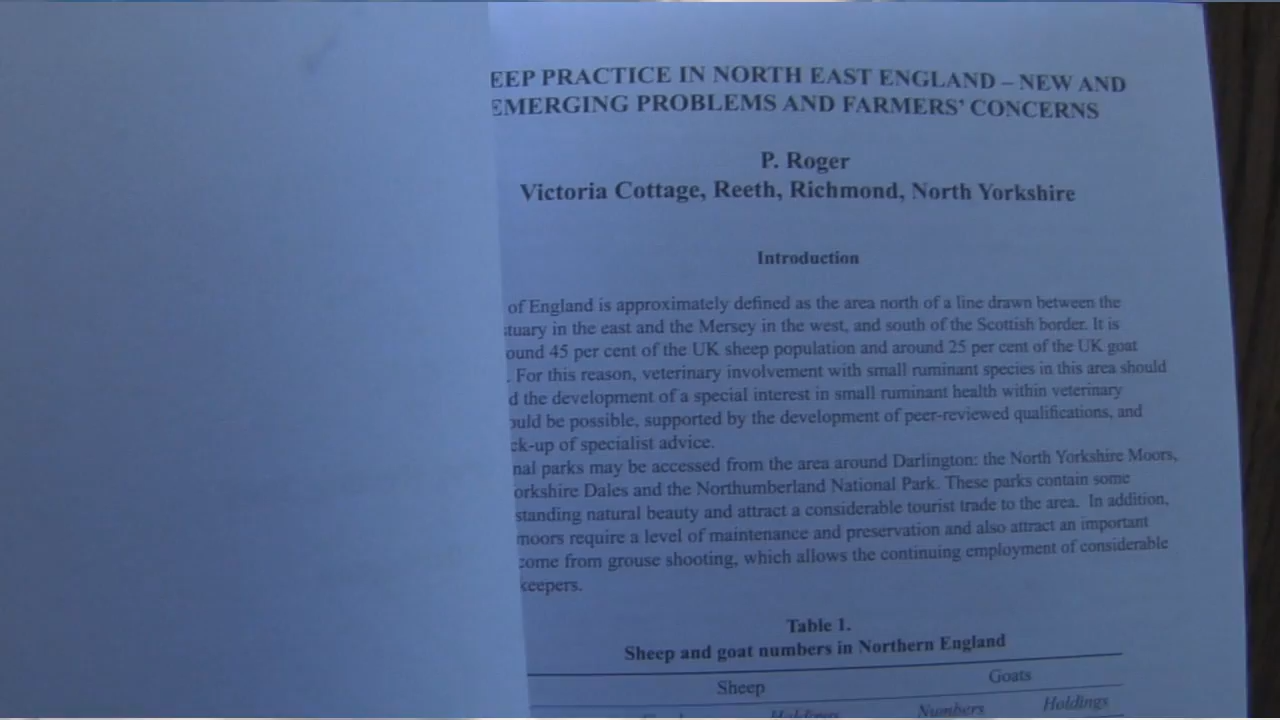 EEP PRACTICE IN NORTH EAST ENGLAND – NEW AND
EMERGING PROBLEMS AND FARMERS' CONCERNS
P. Roger
Victoria Cottage, Reeth, Richmond, North Yorkshire
Introduction
of England is approximately defined as the area north of a line drawn between the
tuary in the east and the Mersey in the west, and south of the Scottish border. It is
ound 45 per cent of the UK sheep population and around 25 per cent of the UK goat
. For this reason, veterinary involvement with small ruminant species in this area should
d the development of a special interest in small ruminant health within veterinary
ould be possible, supported by the development of peer-reviewed qualifications, and
ck-up of specialist advice.
nal parks may be accessed from the area around Darlington: the North Yorkshire Moors,
orkshire Dales and the Northumberland National Park. These parks contain some
standing natural beauty and attract a considerable tourist trade to the area. In addition,
moors require a level of maintenance and preservation and also attract an important
come from grouse shooting, which allows the continuing employment of considerable
keepers.
Table 1.
Sheep and goat numbers in Northern England
Sheep Goats
Holdings Numbers Holdings